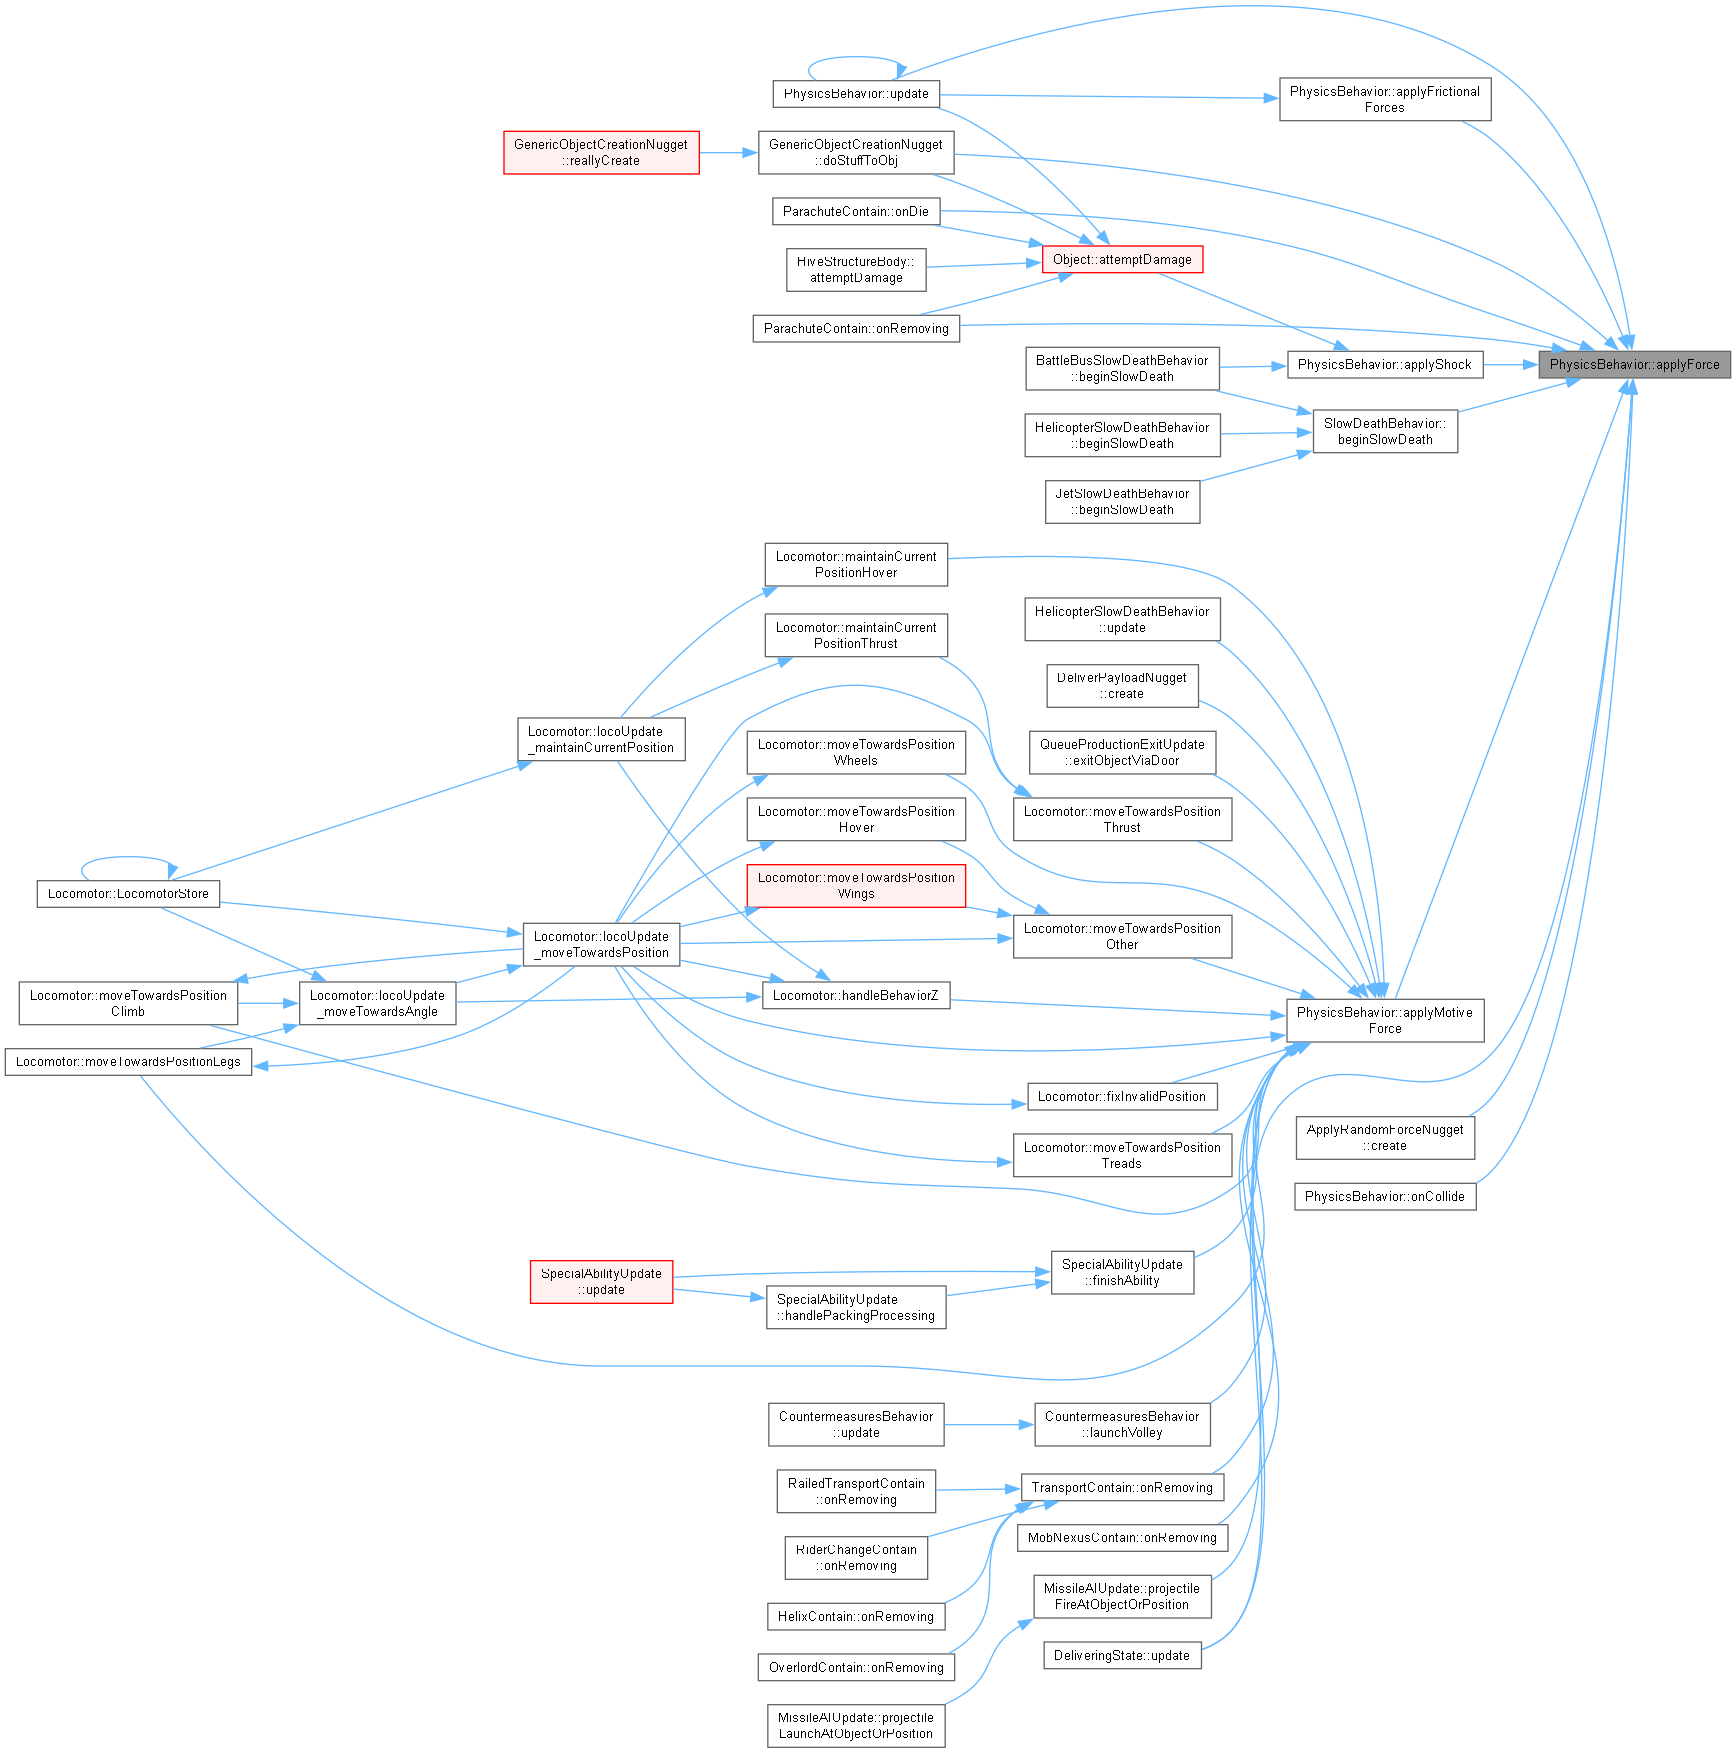 PhysicsBehavior::update
PhysicsBehavior::applyFrictional
Forces
GenericObjectCreationNugget
::reallyCreate
GenericObjectCreationNugget
::doStuffToObj
ParachuteContain::onDie
HiveStructureBody::
attemptDamage
Object::attemptDamage
ParachuteContain::onRemoving
BattleBusSlowDeathBehavior
::beginSlowDeath
PhysicsBehavior::applyShock
PhysicsBehavior::applyForce
HelicopterSlowDeathBehavior
::beginSlowDeath
SlowDeathBehavior::
beginSlowDeath
JetSlowDeathBehavior
::beginSlowDeath
Locomotor::maintainCurrent
PositionHover
HelicopterSlowDeathBehavior
::update
Locomotor::maintainCurrent
PositionThrust
DeliverPayloadNugget
::create
Locomotor::locoUpdate
_maintainCurrentPosition
Locomotor::moveTowardsPosition
Wheels
QueueProductionExitUpdate
::exitObjectViaDoor
Locomotor::moveTowardsPosition
Hover
Locomotor::moveTowardsPosition
Thrust
Locomotor::LocomotorStore
Locomotor::moveTowardsPosition
Wings
Locomotor::locoUpdate
_moveTowardsPosition
Locomotor::moveTowardsPosition
Other
Locomotor::moveTowardsPosition
Climb
Locomotor::locoUpdate
_moveTowardsAngle
Locomotor::handleBehaviorZ
PhysicsBehavior::applyMotive
Force
Locomotor::moveTowardsPositionLegs
Locomotor::fixInvalidPosition
Locomotor::moveTowardsPosition
Treads
ApplyRandomForceNugget
::create
PhysicsBehavior::onCollide
SpecialAbilityUpdate
::update
SpecialAbilityUpdate
::handlePackingProcessing
SpecialAbilityUpdate
::finishAbility
CountermeasuresBehavior
::update
CountermeasuresBehavior
::launchVolley
RailedTransportContain
::onRemoving
TransportContain::onRemoving
RiderChangeContain
::onRemoving
MobNexusContain::onRemoving
HelixContain::onRemoving
MissileAIUpdate::projectile
FireAtObjectOrPosition
OverlordContain::onRemoving
DeliveringState::update
MissileAIUpdate::projectile
LaunchAtObjectOrPosition